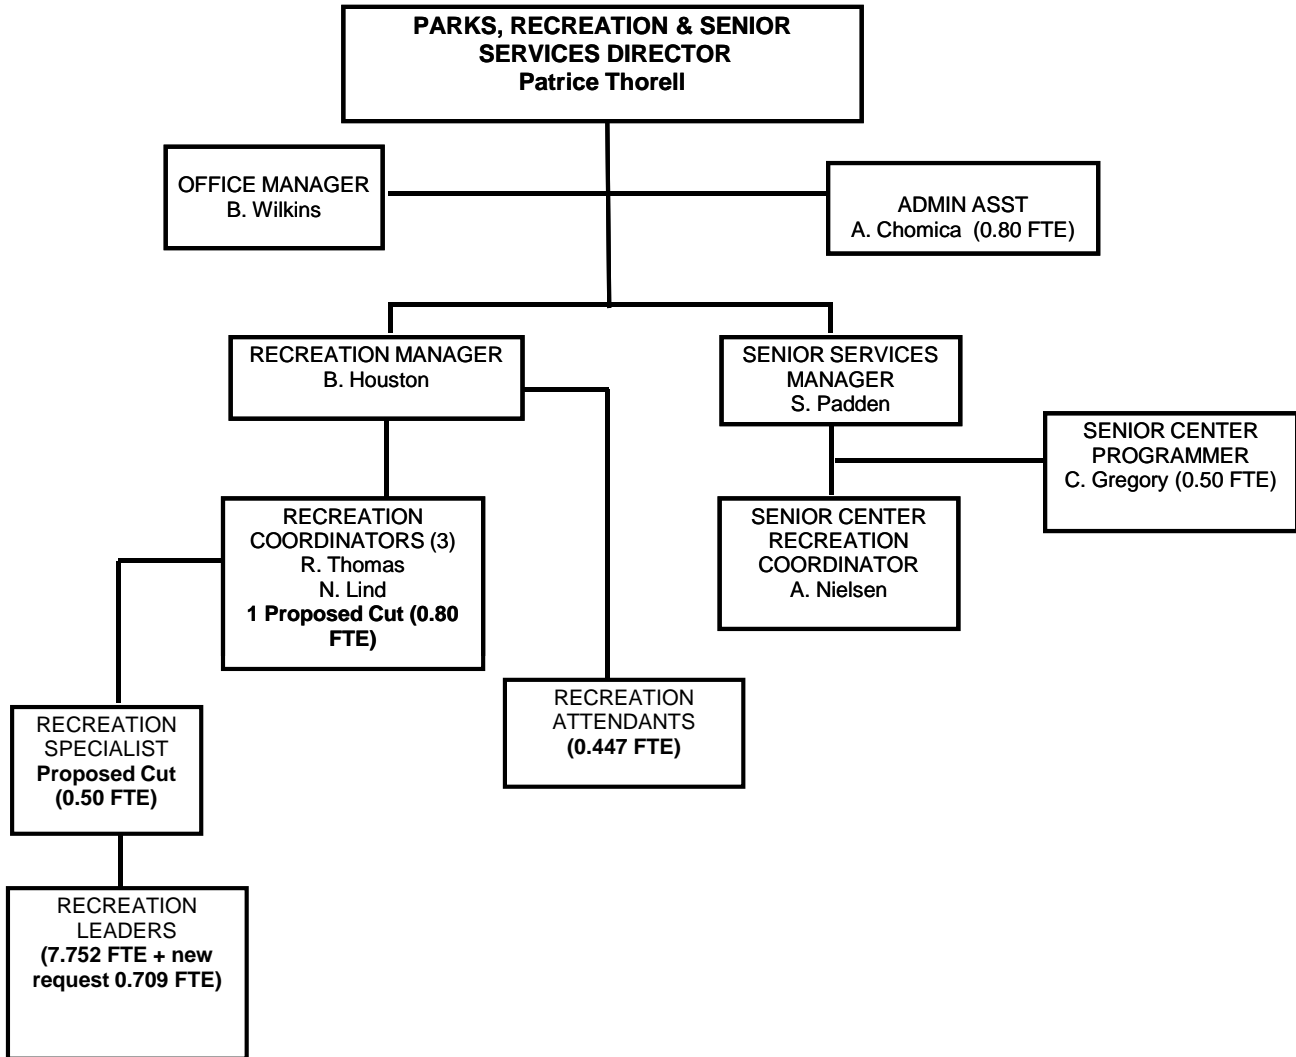 PARKS, RECREATION & SENIOR
SERVICES DIRECTOR
Patrice Thorell
OFFICE MANAGER
B. Wilkins
ADMIN ASST
A. Chomica (0.80 FTE)
RECREATION MANAGER
B. Houston
SENIOR SERVICES
MANAGER
S. Padden
SENIOR CENTER
PROGRAMMER
C. Gregory (0.50 FTE)
RECREATION
COORDINATORS (3)
R. Thomas
N. Lind
1 Proposed Cut (0.80
FTE)
SENIOR CENTER
RECREATION
COORDINATOR
A. Nielsen
RECREATION
SPECIALIST
Proposed Cut
(0.50 FTE)
RECREATION
ATTENDANTS
(0.447 FTE)
RECREATION
LEADERS
(7.752 FTE + new
request 0.709 FTE)